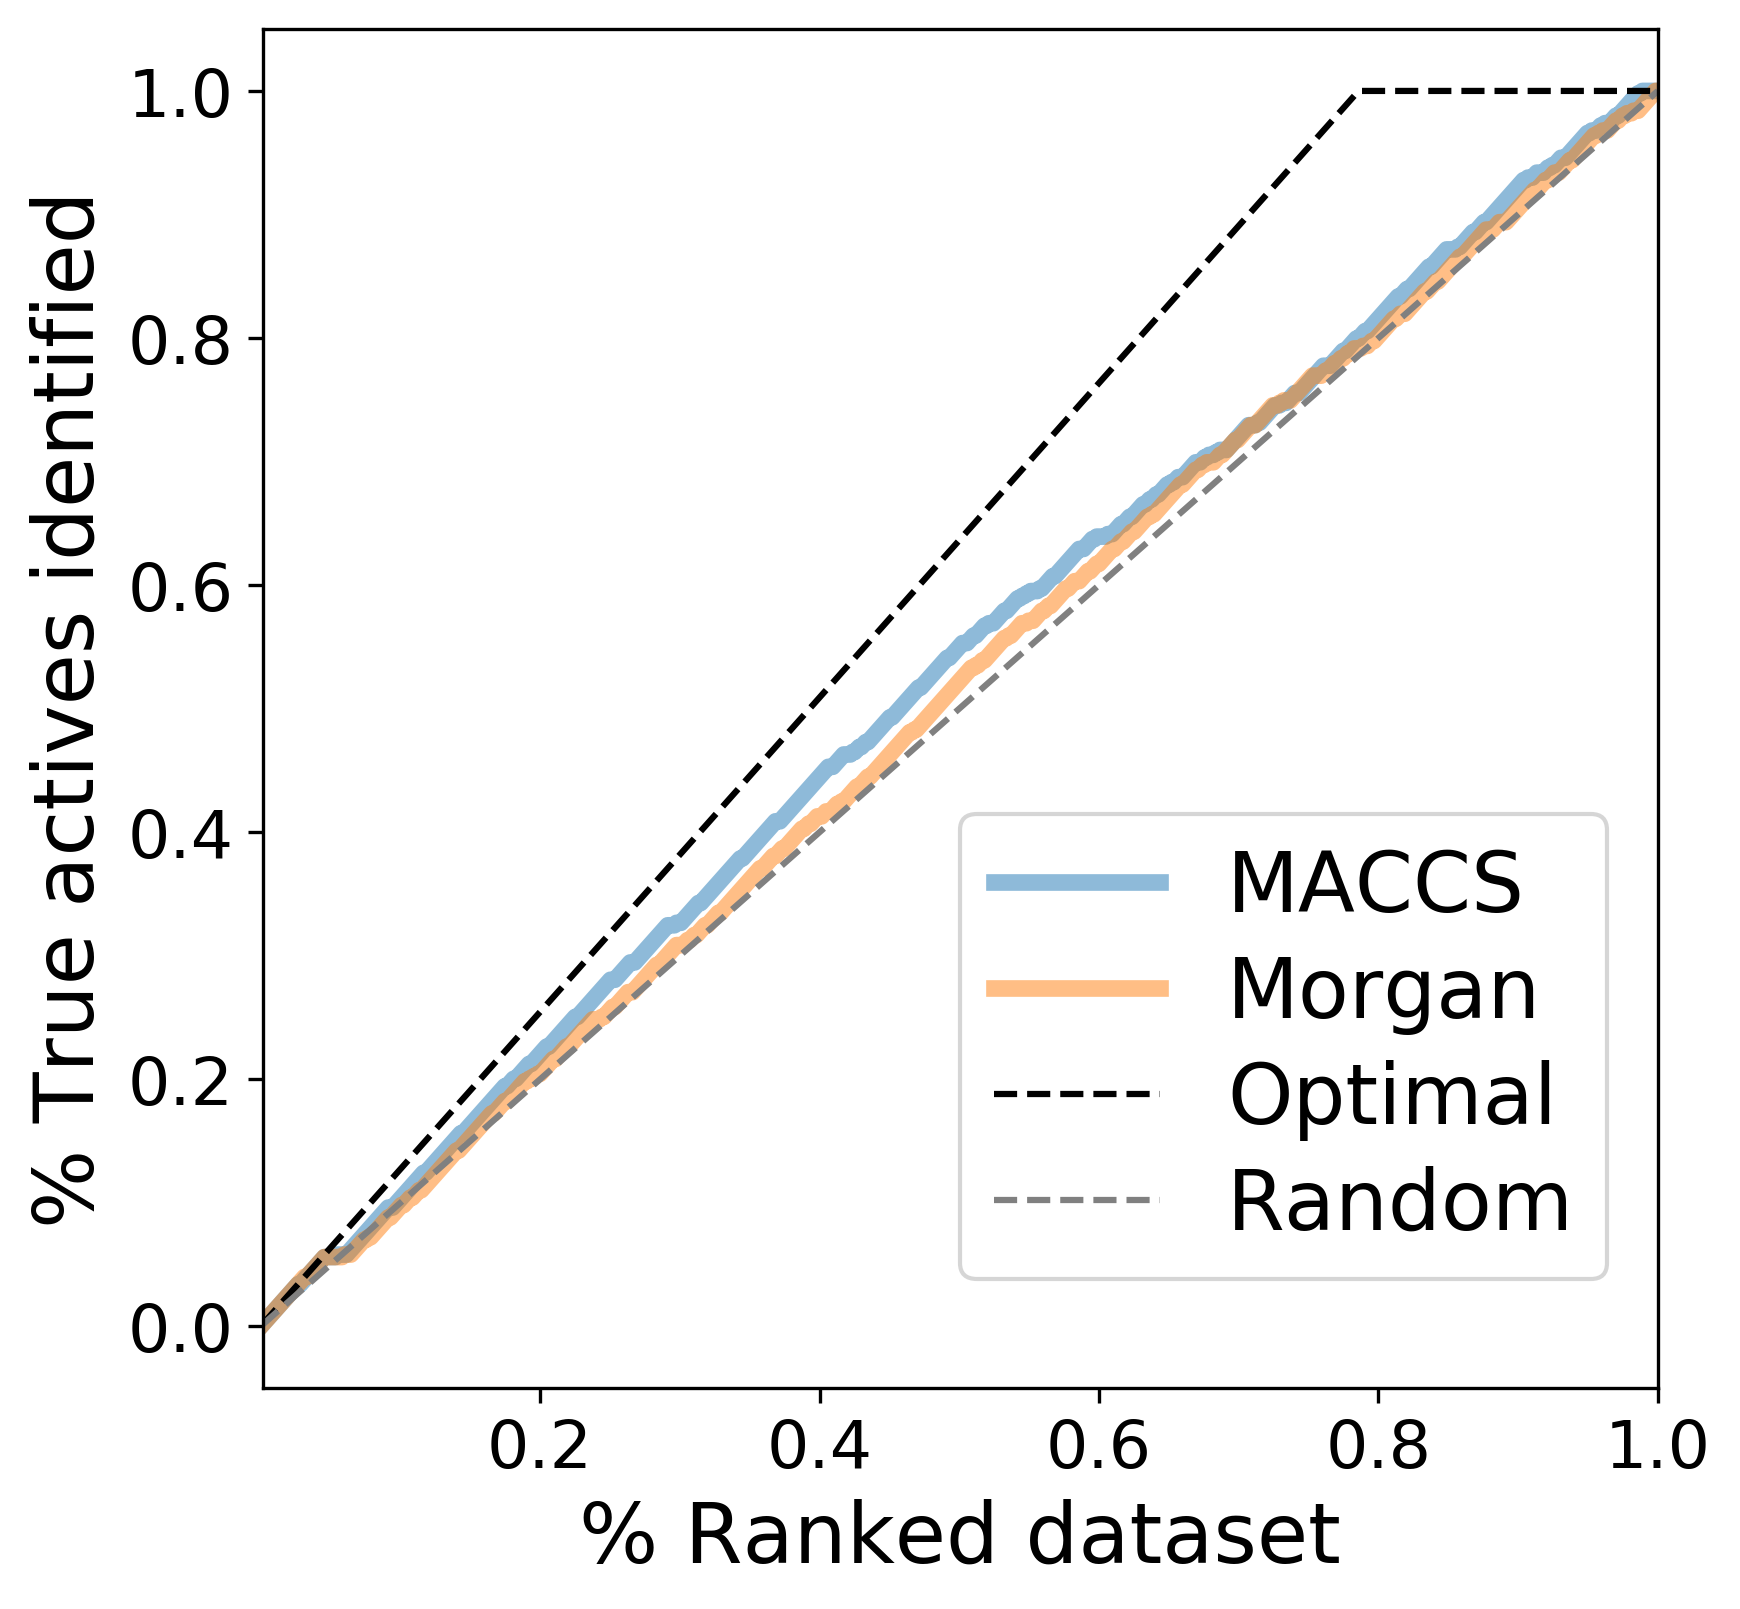 % True actives identified
1.0
0.8
0.6
0.4
0.2
0.0
MACCS
Morgan
Optimal
Random
0.2 0.4 0.6 0.8 1.0
% Ranked dataset